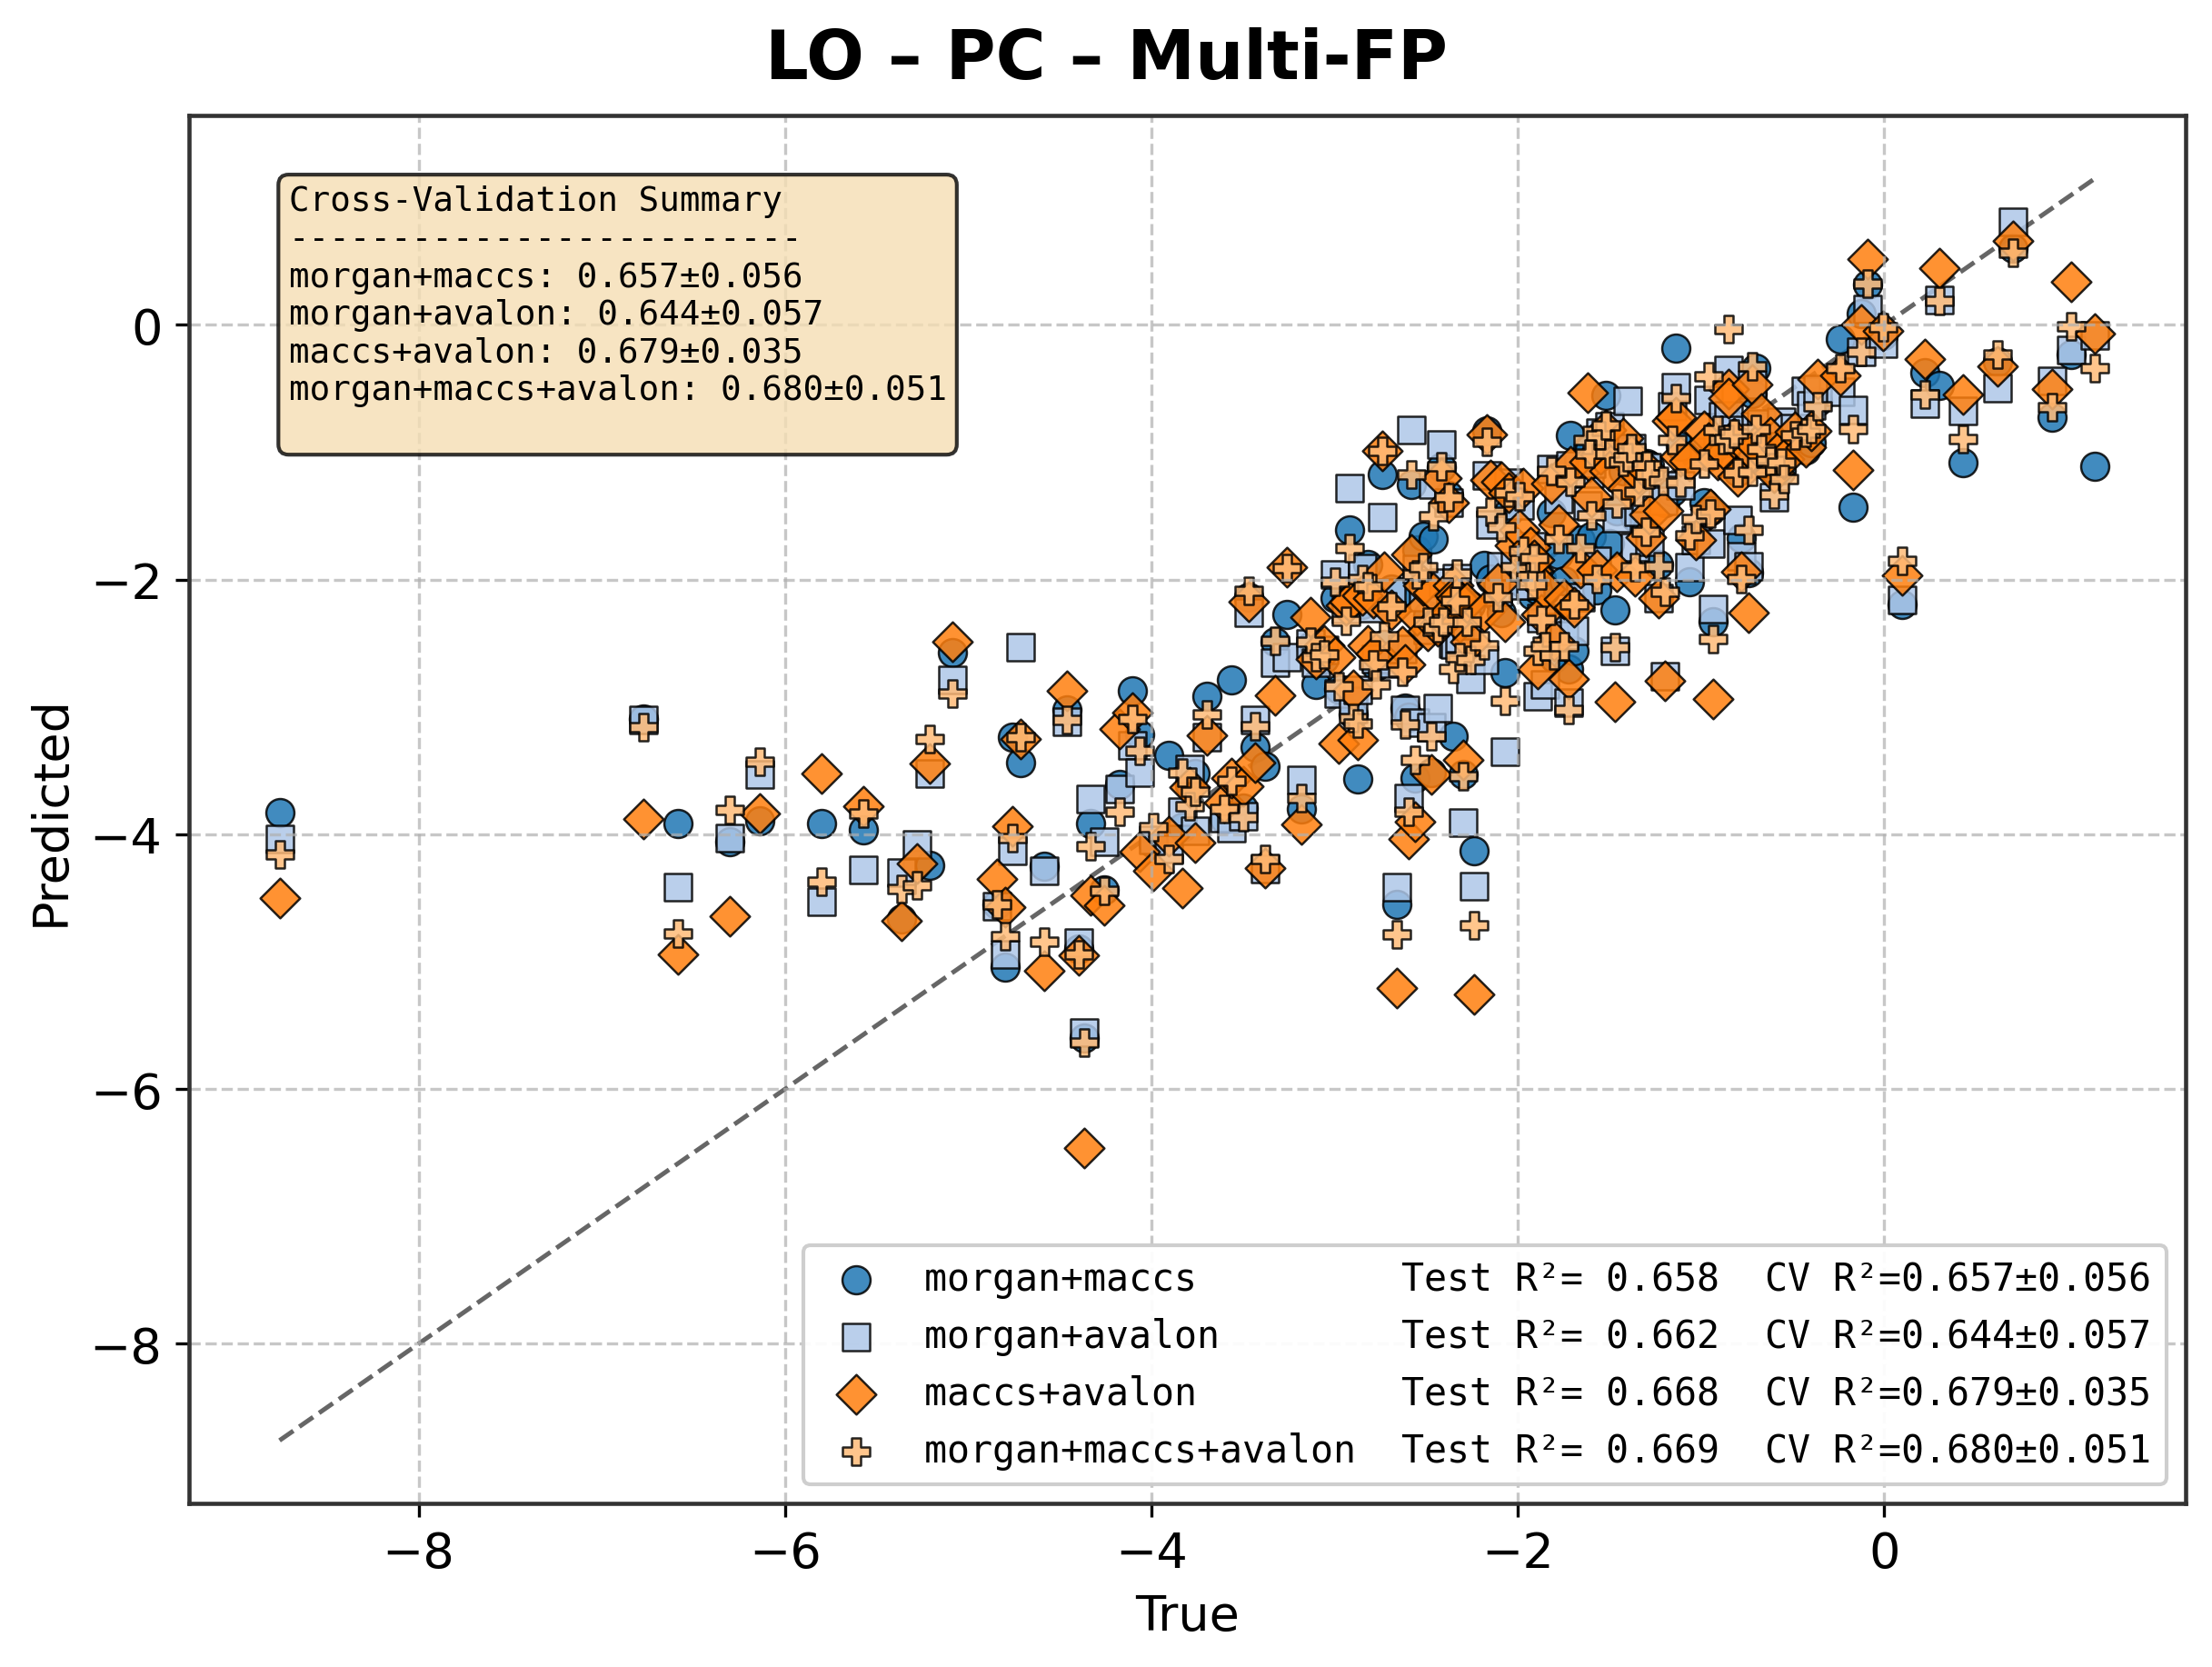 LO – PC – Multi-FP
Cross-Validation Summary
-------------------------
morgan+maccs: 0.657±0.056
morgan+avalon: 0.644±0.057
maccs+avalon: 0.679±0.035
morgan+maccs+avalon: 0.680±0.051
0
−2
−4
−6
−8
Predicted
morgan+maccs Test R²= 0.658 CV R²=0.657±0.056
morgan+avalon Test R²= 0.662 CV R²=0.644±0.057
maccs+avalon Test R²= 0.668 CV R²=0.679±0.035
morgan+maccs+avalon Test R²= 0.669 CV R²=0.680±0.051
−8 −6 −4 −2 0
True